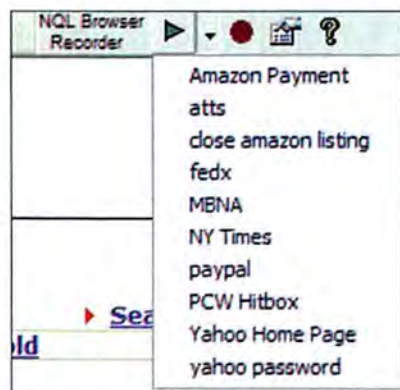 NQL Browser
Recorder
Amazon Payment
atts
close amazon listing
fedx
MBNA
NY Times
paypal
PCW Hitbox
Yahoo Home Page
yahoo password
Sea
old